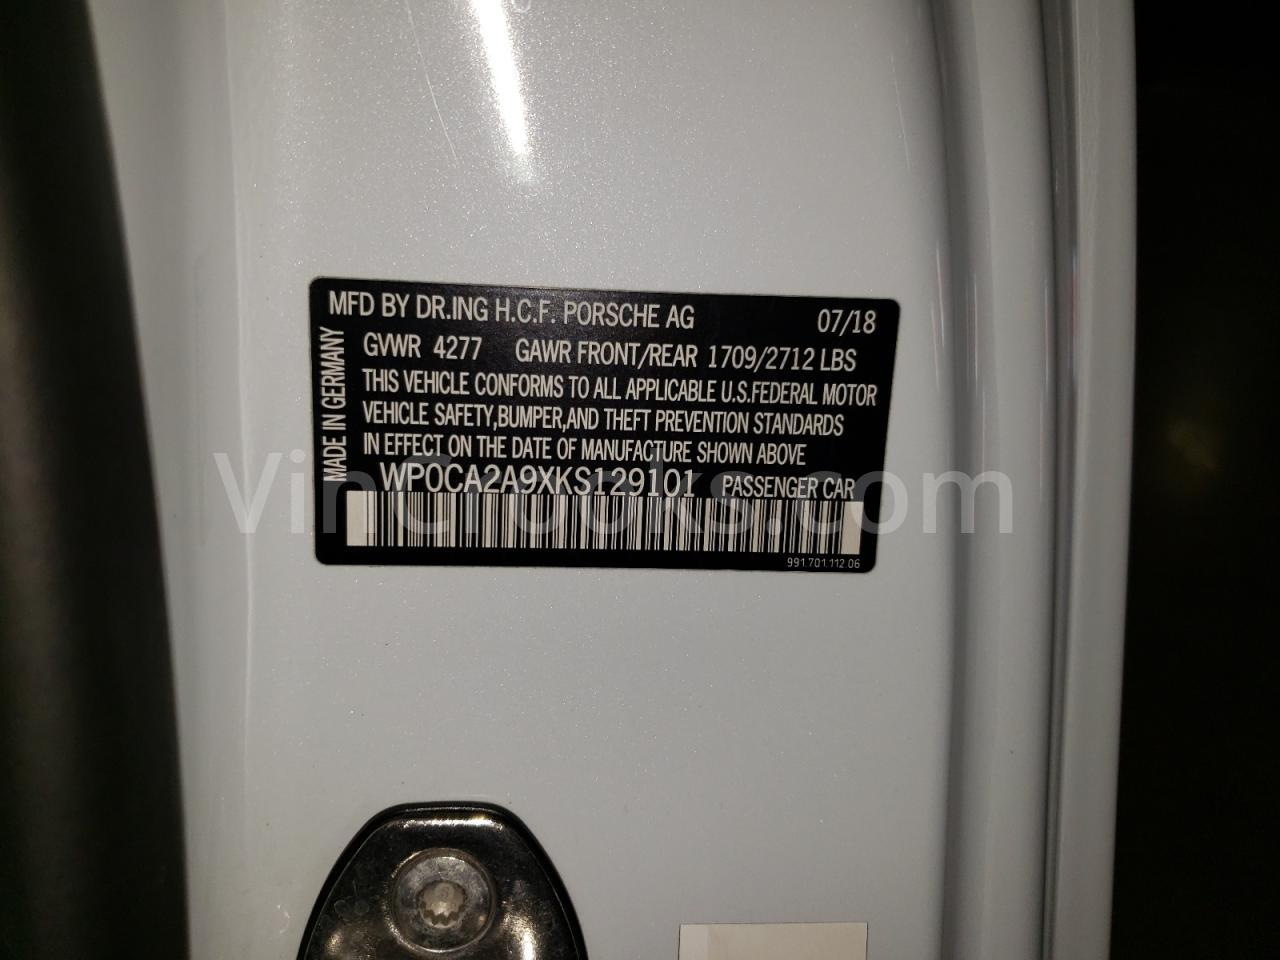 MFD BY DR.ING H.C.F. PORSCHE AG 07/18
GVWR 4277 GAWR FRONT/REAR 1709/2712 LBS
THIS VEHICLE CONFORMS TO ALL APPLICABLE U.S.FEDERAL MOTOR
VEHICLE SAFETY,BUMPER,AND THEFT PREVENTION STANDARDS
IN EFFECT ON THE DATE OF MANUFACTURE SHOWN ABOVE
WP0CA2A9XKS129101 PASSENGER CAR
991.701.112.06
MADE IN GERMANY
VinCrooks.com